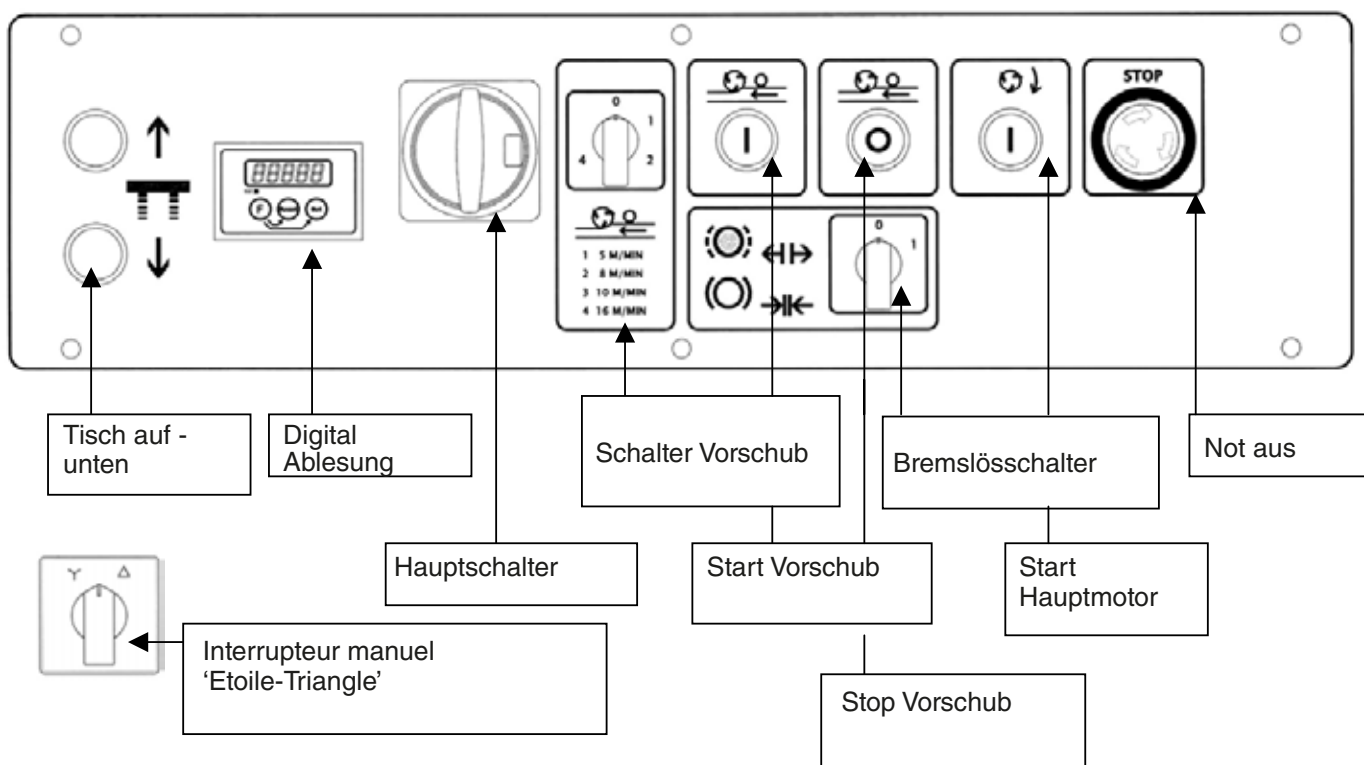 STOP
0
1
2
4
88888
I
O
I
0
1
1 5 M/MIN
2 8 M/MIN
3 10 M/MIN
4 16 M/MIN
Tisch auf -
unten
Digital
Ablesung
Schalter Vorschub
Bremslösschalter
Not aus
Hauptschalter
Start Vorschub
Start
Hauptmotor
Interrupteur manuel
‘Etoile-Triangle’
Stop Vorschub